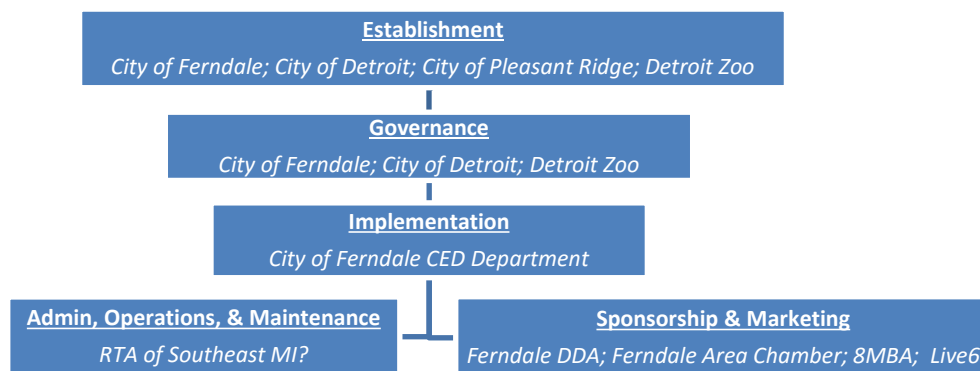 Establishment
City of Ferndale; City of Detroit; City of Pleasant Ridge; Detroit Zoo
Governance
City of Ferndale; City of Detroit; Detroit Zoo
Implementation
City of Ferndale CED Department
Admin, Operations, & Maintenance
RTA of Southeast MI?
Sponsorship & Marketing
Ferndale DDA; Ferndale Area Chamber; 8MBA;  Live6